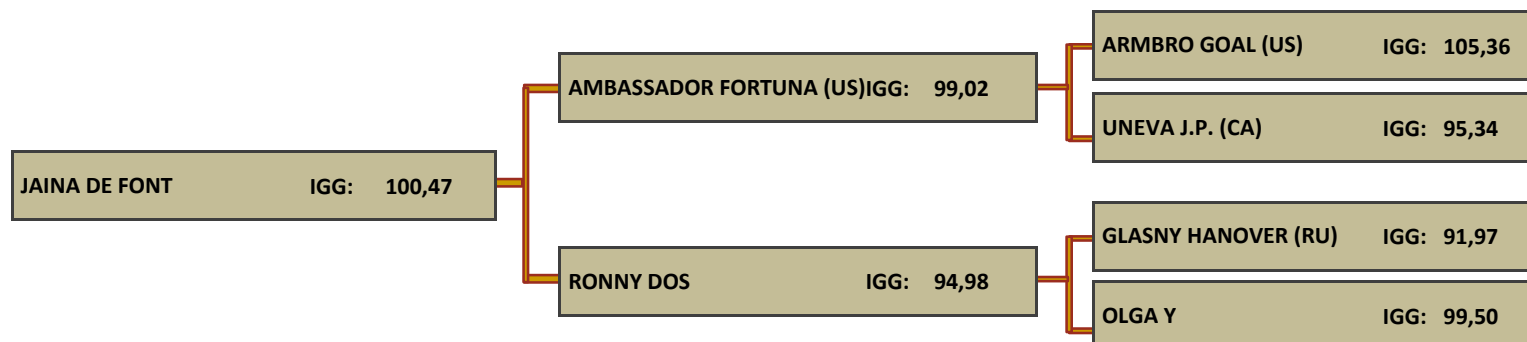 ARMBRO GOAL (US) IGG: 105,36
AMBASSADOR FORTUNA (US)IGG: 99,02
UNEVA J.P. (CA) IGG: 95,34
JAINA DE FONT IGG: 100,47
GLASNY HANOVER (RU) IGG: 91,97
RONNY DOS IGG: 94,98
OLGA Y IGG: 99,50